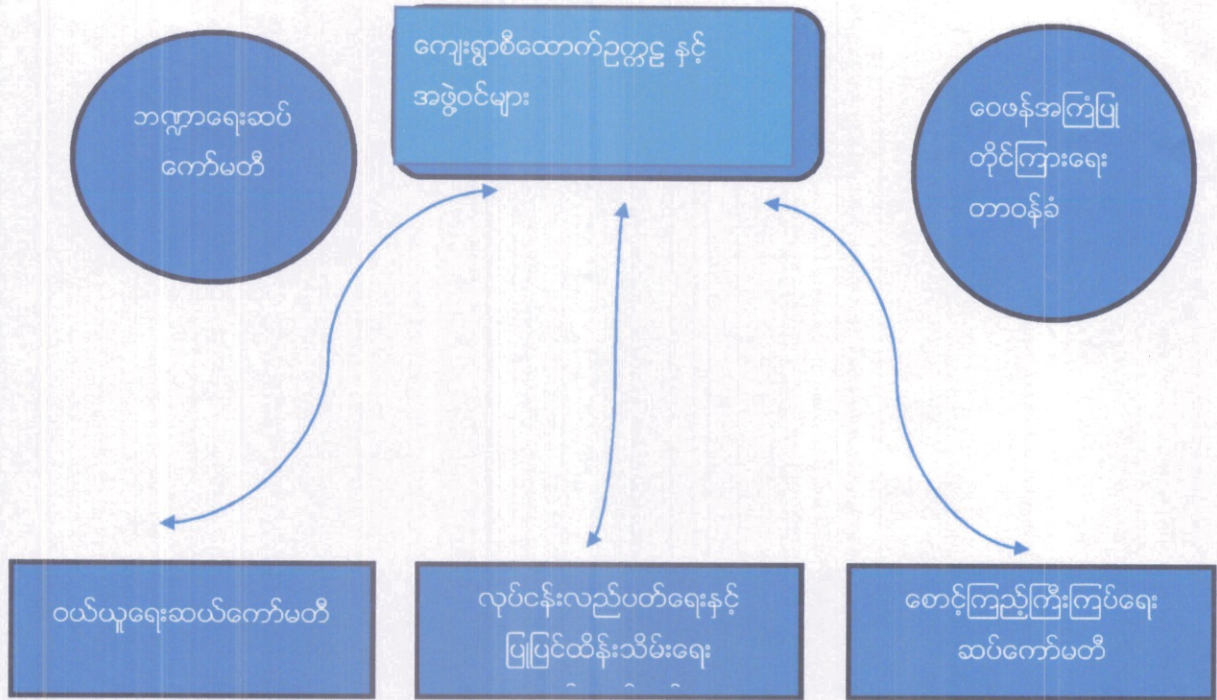 ကျေးရွာစီထောက်ဥက္ကဋ္ဌ နှင့်
အဖွဲ့ဝင်များ
ဘဏ္ဍာရေးဆပ်
ကော်မတီ
ဝေဖန်အကြံပြု
တိုင်ကြားရေး
တာဝန်ခံ
ဝယ်ယူရေးဆယ်ကော်မတီ
လုပ်ငန်းလည်ပတ်ရေးနှင့်
ပြုပြင်ထိန်းသိမ်းရေး
စောင့်ကြည့်ကြီးကြပ်ရေး
ဆပ်ကော်မတီ